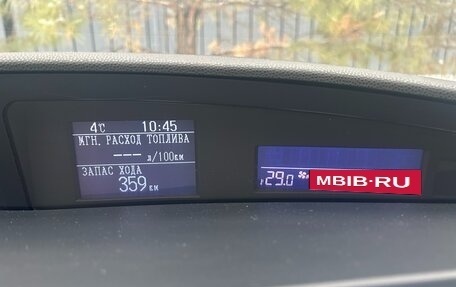 4℃ 10:45
МГН. РАСХОД ТОПЛИВА
--- л/100км
ЗАПАС ХОДА
359 км
29.0
MBIB-RU